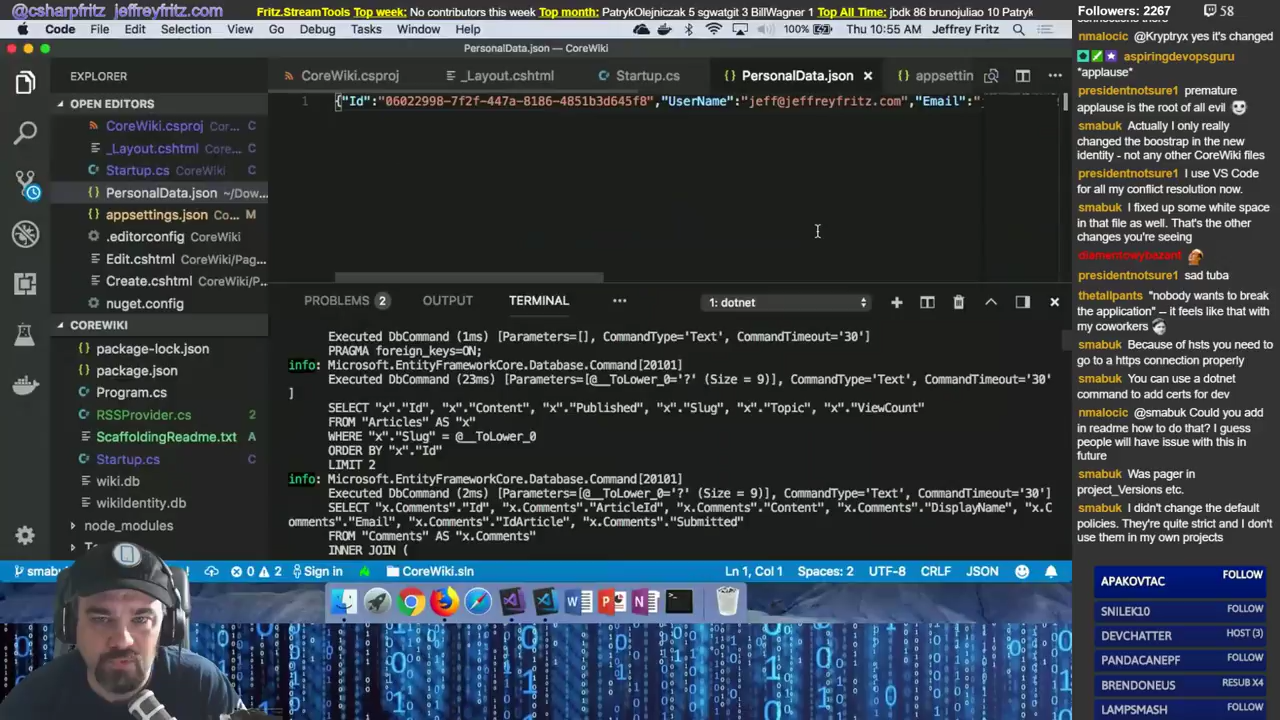 @csharpfritz jeffreyfritz.com
Fritz.StreamTools Top week: No contributors this week Top month: PatrykOlejniczak 5 sgwatgit 3 BillWagner 1 Top All Time: jbdk 86 brunojuliao 10 Patryk
Followers: 2267 58
Code File Edit Selection View Go Debug Tasks Window Help 100% Thu 10:55 AM Jeffrey Fritz
PersonalData.json — CoreWiki
EXPLORER
CoreWiki.csproj _Layout.cshtml Startup.cs PersonalData.json appsettin
OPEN EDITORS
CoreWiki.csproj Cor... C
_Layout.cshtml Core... C
Startup.cs CoreWiki C
PersonalData.json ~/Dow...
appsettings.json Co... M
.editorconfig CoreWiki
Edit.cshtml CoreWiki/Pag...
Create.cshtml CoreWiki/P...
nuget.config
COREWIKI
package-lock.json
package.json
Program.cs
RSSProvider.cs 2
ScaffoldingReadme.txt A
Startup.cs C
wiki.db
wikiIdentity.db
node_modules
1 {"Id":"06022998-7f2f-447a-8186-4851b3d645f8","UserName":"jeff@jeffreyfritz.com","Email":"
PROBLEMS 2 OUTPUT TERMINAL ••• 1: dotnet
Executed DbCommand (1ms) [Parameters=[], CommandType='Text', CommandTimeout='30']
PRAGMA foreign_keys=ON;
info: Microsoft.EntityFrameworkCore.Database.Command[20101]
Executed DbCommand (23ms) [Parameters=[@__ToLower_0='?' (Size = 9)], CommandType='Text', CommandTimeout='30'
]
SELECT "x"."Id", "x"."Content", "x"."Published", "x"."Slug", "x"."Topic", "x"."ViewCount"
FROM "Articles" AS "x"
WHERE "x"."Slug" = @__ToLower_0
ORDER BY "x"."Id"
LIMIT 2
info: Microsoft.EntityFrameworkCore.Database.Command[20101]
Executed DbCommand (2ms) [Parameters=[@__ToLower_0='?' (Size = 9)], CommandType='Text', CommandTimeout='30']
SELECT "x.Comments"."Id", "x.Comments"."ArticleId", "x.Comments"."Content", "x.Comments"."DisplayName", "x.C
omments"."Email", "x.Comments"."IdArticle", "x.Comments"."Submitted"
FROM "Comments" AS "x.Comments"
INNER JOIN (
smabu 0 2 Sign in CoreWiki.sln Ln 1, Col 1 Spaces: 2 UTF-8 CRLF JSON
nmalocic: @Kryptryx yes it's changed
aspiringdevopsguru
*applause*
presidentnotsure1 premature
applause is the root of all evil
smabuk Actually I only really
changed the boostrap in the new
identity - not any other CoreWiki files
presidentnotsure1 I use VS Code
for all my conflict resolution now.
smabuk I fixed up some white space
in that file as well. That's the other
changes you're seeing
diamentowybazant
presidentnotsure1 sad tuba
thetallpants "nobody wants to break
the application" -- it feels like that with
my coworkers
smabuk Because of hsts you need to
go to a https connection properly
smabuk You can use a dotnet
command to add certs for dev
nmalocic @smabuk Could you add
in readme how to do that? I guess
people will have issue with this in
future
smabuk Was pager in
project_Versions etc.
smabuk I didn't change the default
policies. They're quite strict and I don't
use them in my own projects
APAKOVTAC FOLLOW
SNILEK10 FOLLOW
DEVCHATTER HOST (3)
PANDACANEPF FOLLOW
BRENDONEUS RESUB X4
LAMPSMASH FOLLOW